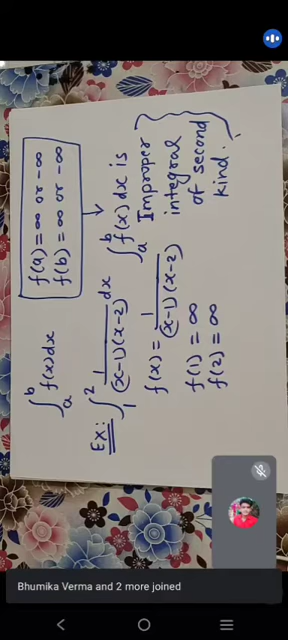 ∫ₐᵇ f(x)dx
f(a) = ∞ or -∞
f(b) = ∞ or -∞
Ex: ∫₁² 1/((x-1)(x-2)) dx
∫ₐᵇ f(x)dx is
Improper
integral
of second
kind.
f(x) = 1/((x-1)(x-2))
f(1) = ∞
f(2) = ∞
Bhumika Verma and 2 more joined